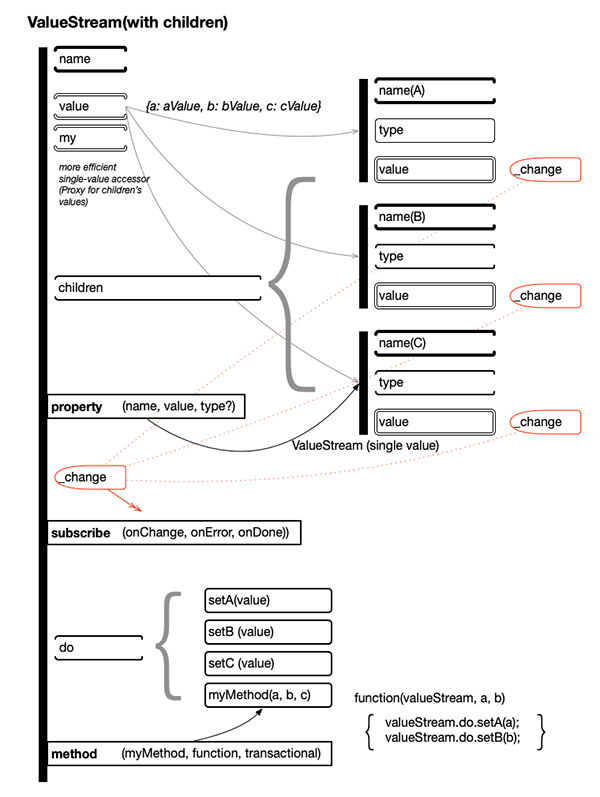 ValueStream(with children)
name
value
{a: aValue, b: bValue, c: cValue}
my
more efficient
single-value accessor
(Proxy for children's
values)
name(A)
type
value
_change
name(B)
type
value
_change
children
name(C)
type
value
_change
property (name, value, type?)
ValueStream (single value)
_change
subscribe (onChange, onError, onDone))
do
setA(value)
setB (value)
setC (value)
myMethod(a, b, c)
method (myMethod, function, transactional)
function(valueStream, a, b)
{ valueStream.do.setA(a);
valueStream.do.setB(b); }